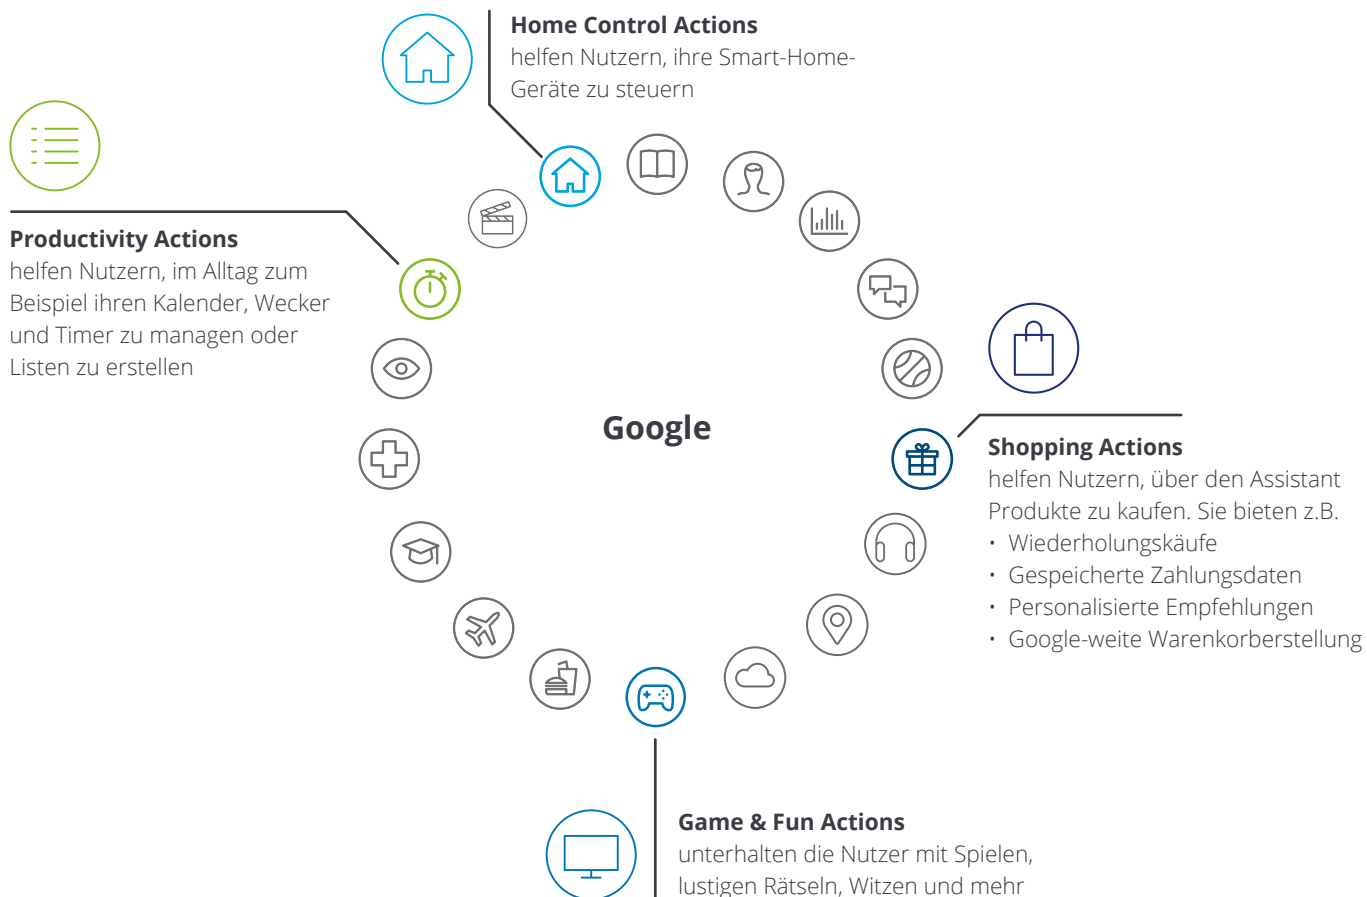 Home Control Actions
helfen Nutzern, ihre Smart-Home-
Geräte zu steuern
Productivity Actions
helfen Nutzern, im Alltag zum
Beispiel ihren Kalender, Wecker
und Timer zu managen oder
Listen zu erstellen
Google
Shopping Actions
helfen Nutzern, über den Assistant
Produkte zu kaufen. Sie bieten z.B.
• Wiederholungskäufe
• Gespeicherte Zahlungsdaten
• Personalisierte Empfehlungen
• Google-weite Warenkorberstellung
Game & Fun Actions
unterhalten die Nutzer mit Spielen,
lustigen Rätseln, Witzen und mehr